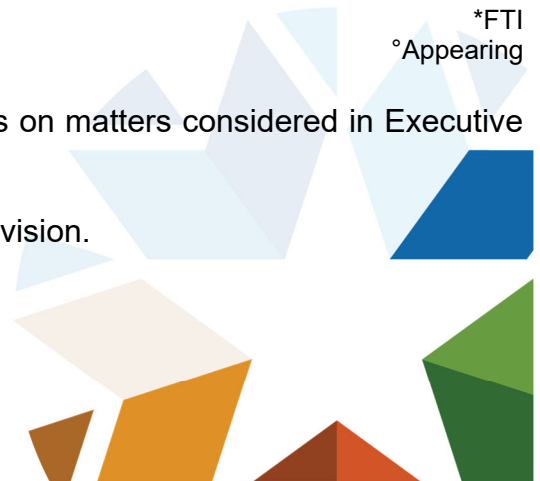 *FTI
°Appearing
s on matters considered in Executive
vision.